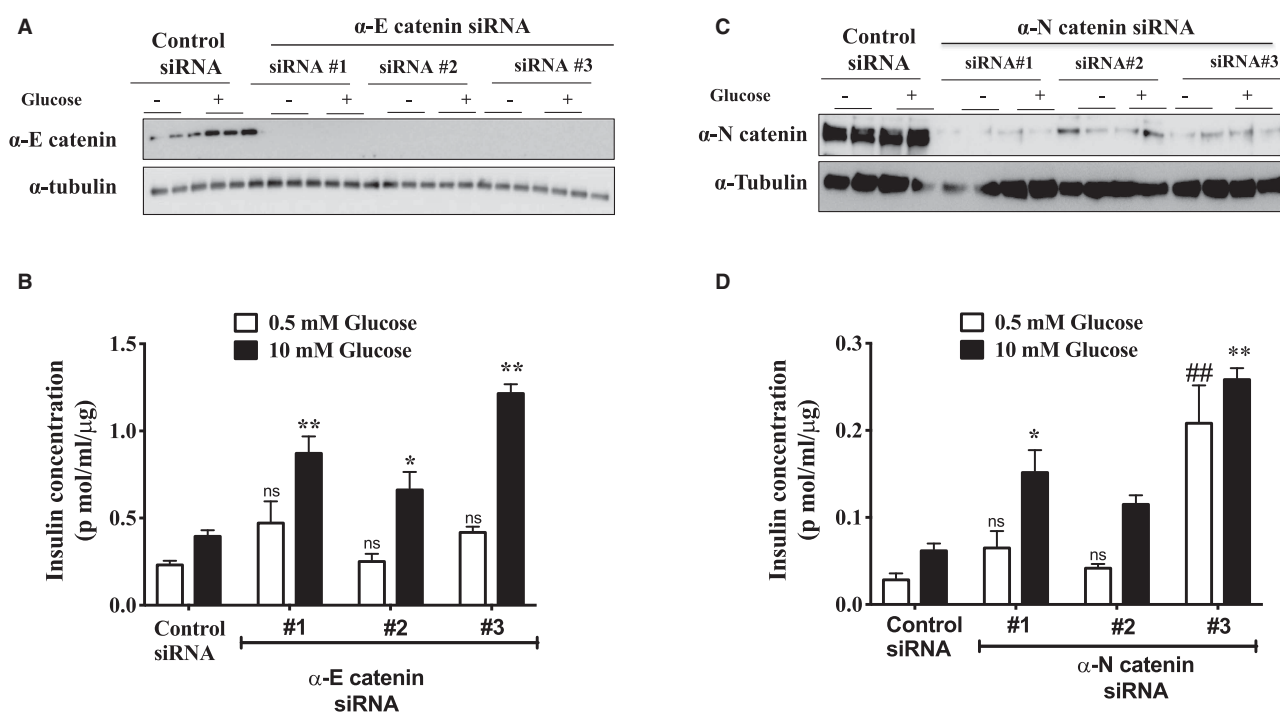 A
α-E catenin siRNA
Control
siRNA
siRNA #1 siRNA #2 siRNA #3
Glucose - + - + - + - +
α-E catenin
α-tubulin
C
α-N catenin siRNA
Control
siRNA
siRNA#1 siRNA#2 siRNA#3
Glucose - + - + - + - +
α-N catenin
α-Tubulin
B
0.5 mM Glucose
10 mM Glucose
Insulin concentration
(p mol/ml/μg)
1.5
1.0
0.5
0.0
ns ** ns * ns **
Control
siRNA
#1 #2 #3
α-E catenin
siRNA
D
0.5 mM Glucose
10 mM Glucose
Insulin concentration
(p mol/ml/μg)
0.3
0.2
0.1
0.0
ns * ns ## **
Control
siRNA
#1 #2 #3
α-N catenin
siRNA